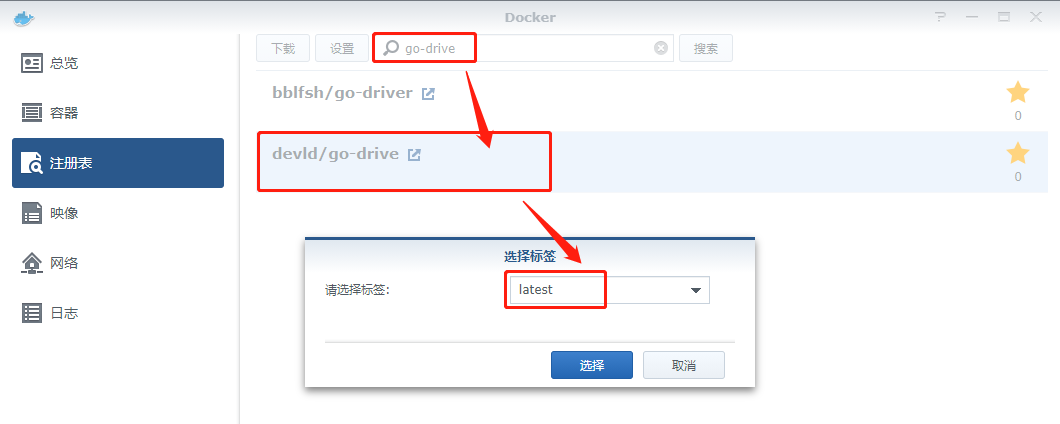 Docker
总览
容器
注册表
映像
网络
日志
下载 设置 go-drive 搜索
bblfsh/go-driver
0
devld/go-drive
0
选择标签
请选择标签: latest
选择 取消